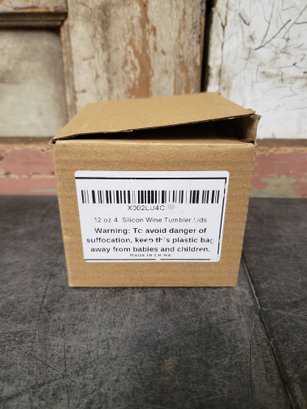 X002LU4C
12 oz 4 Silicon Wine Tumbler Lids
Warning: To avoid danger of
suffocation, keep this plastic bag
away from babies and children.
MADE IN CHINA